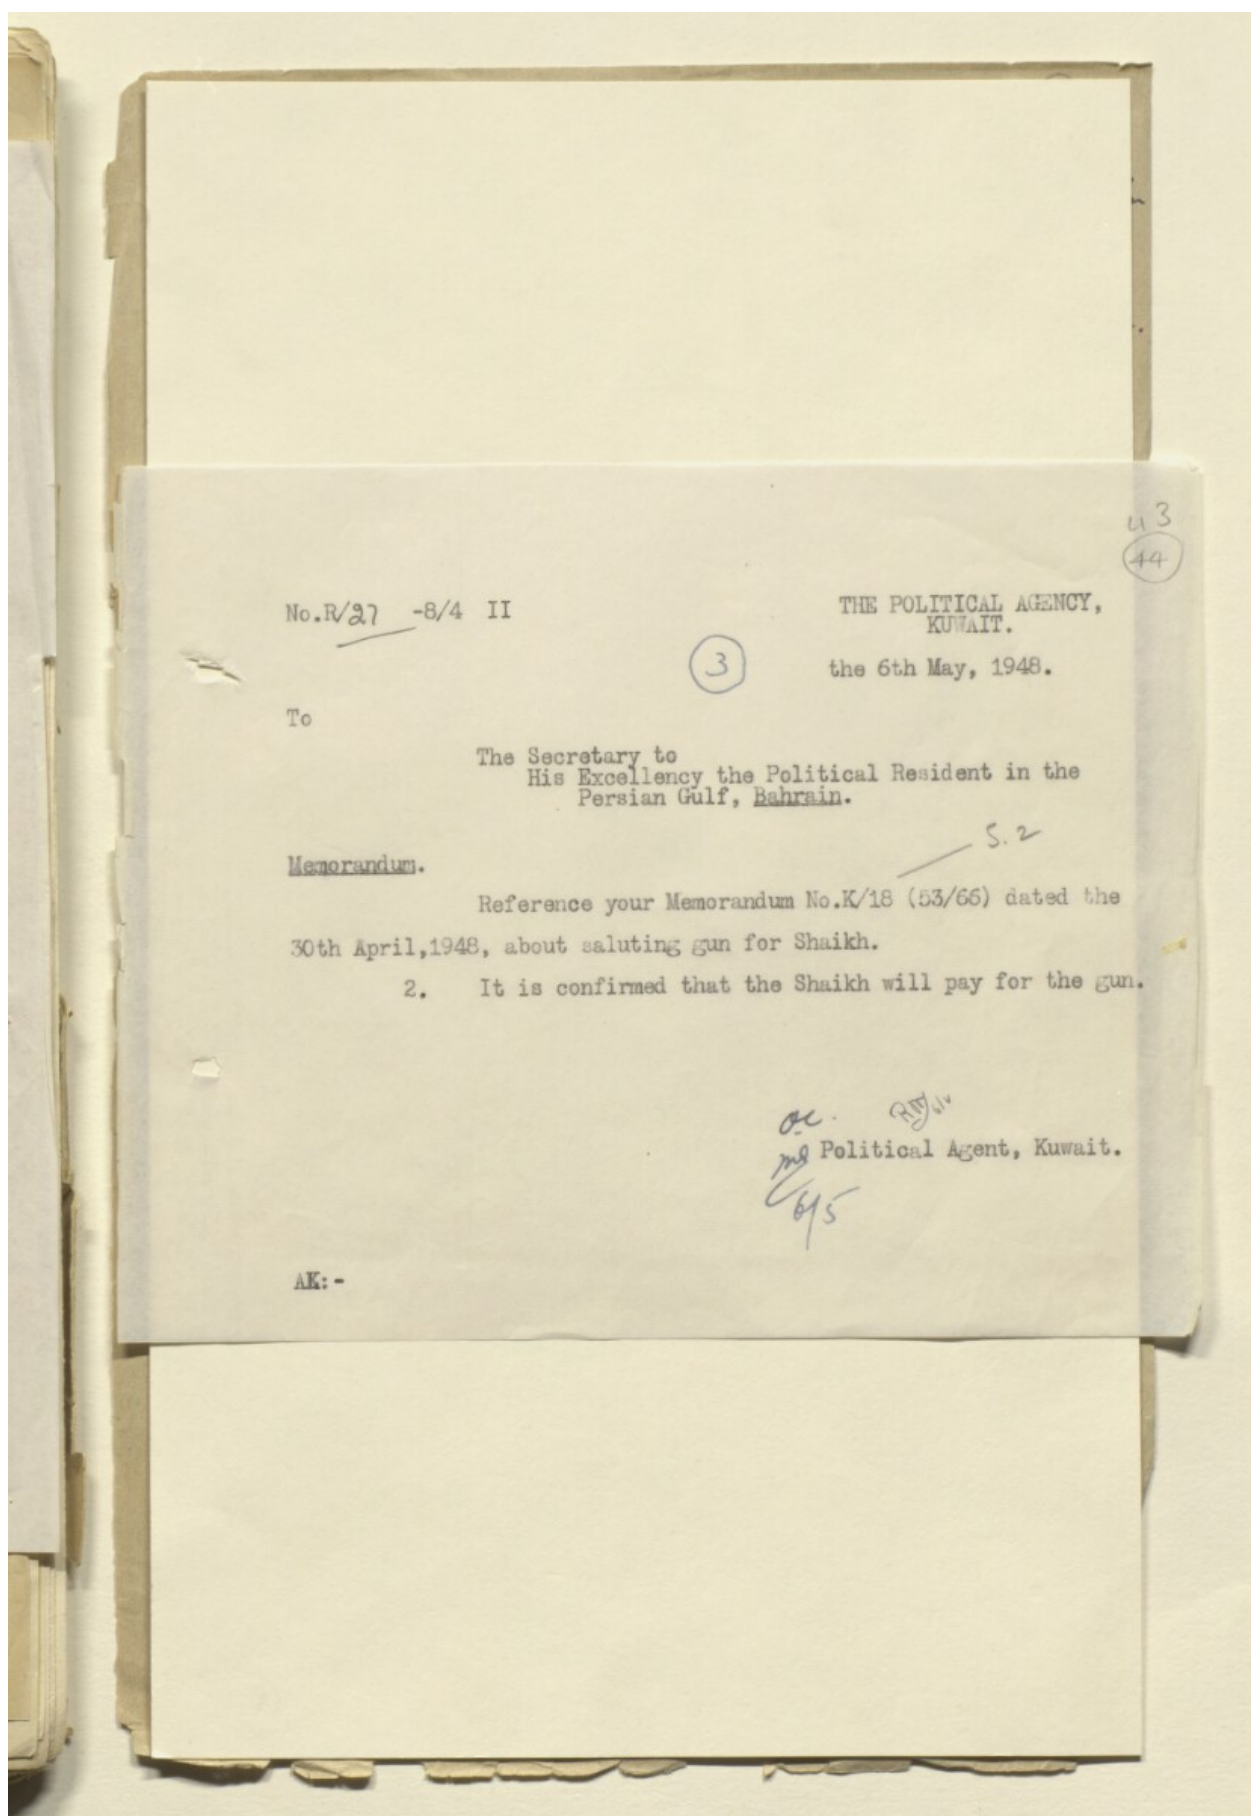 43
44
No.R/27 -8/4 II
THE POLITICAL AGENCY,
KUWAIT.
3
the 6th May, 1948.
To
The Secretary to
His Excellency the Political Resident in the
Persian Gulf, Bahrain.
S.2
Memorandum.
Reference your Memorandum No.K/18 (53/66) dated the
30th April,1948, about saluting gun for Shaikh.
2. It is confirmed that the Shaikh will pay for the gun.
Political Agent, Kuwait.
6/5
AK:-